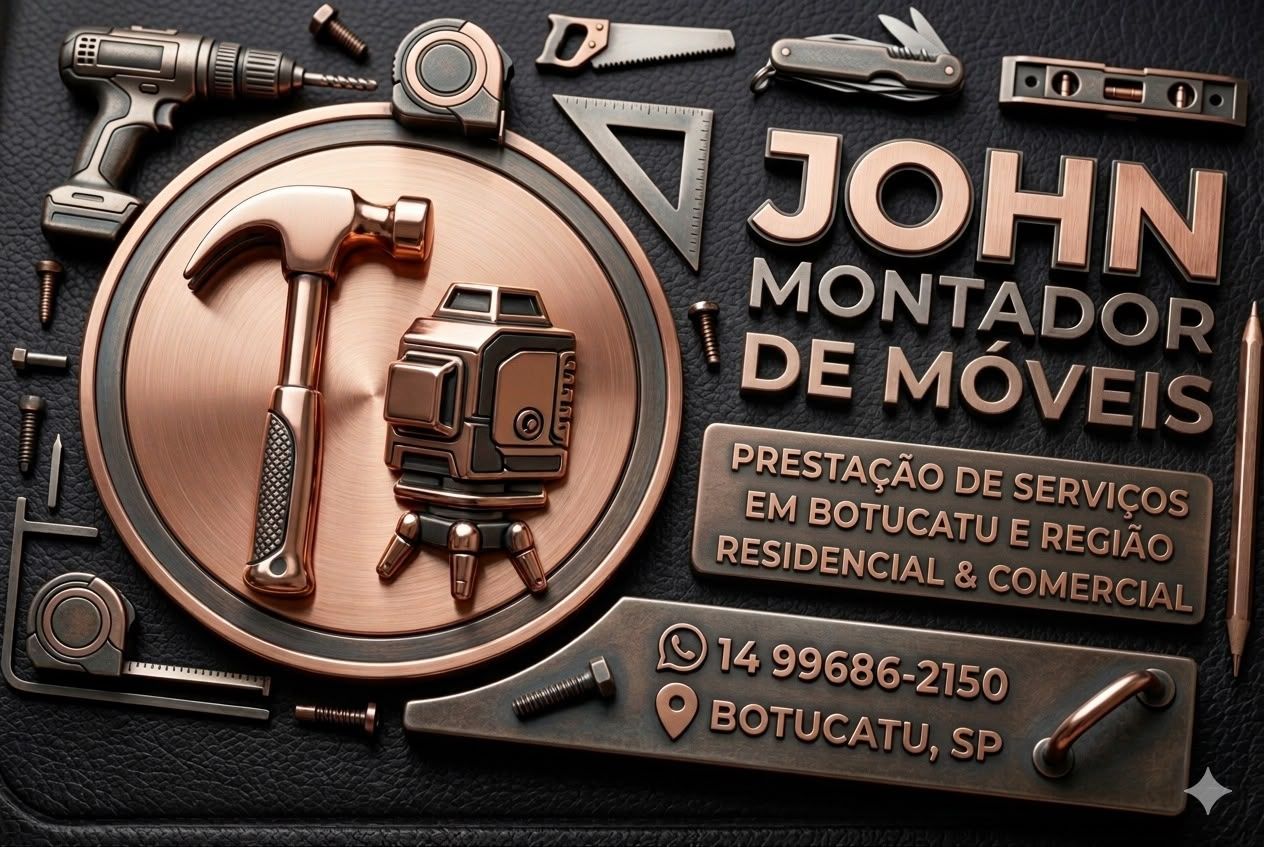 JOHN
MONTADOR
DE MÓVEIS
PRESTAÇÃO DE SERVIÇOS
EM BOTUCATU E REGIÃO
RESIDENCIAL & COMERCIAL
14 99686-2150
BOTUCATU, SP